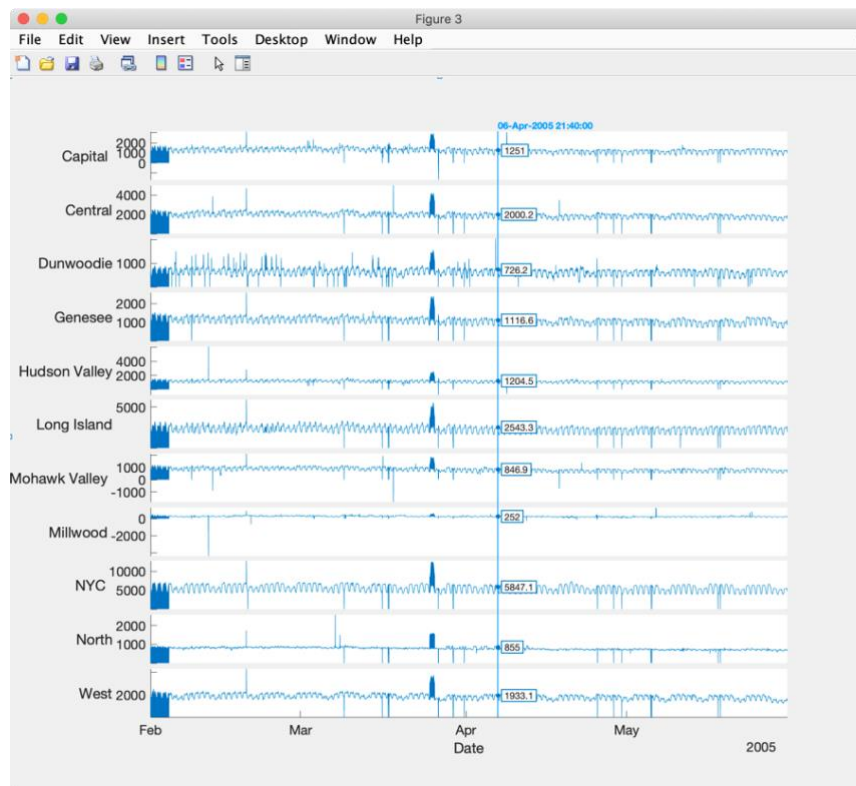 Figure 3
File Edit View Insert Tools Desktop Window Help
06-Apr-2005 21:40:00
Capital 2000 1000 0 1251
Central 4000 2000 2000.2
Dunwoodie 1000 726.2
Genesee 2000 1000 1116.6
Hudson Valley 4000 2000 1204.5
Long Island 5000 2543.3
Mohawk Valley 1000 0 -1000 846.9
Millwood 0 -2000 252
NYC 10000 5000 5847.1
North 2000 1000 855
West 2000 1933.1
Feb Mar Apr May
Date
2005